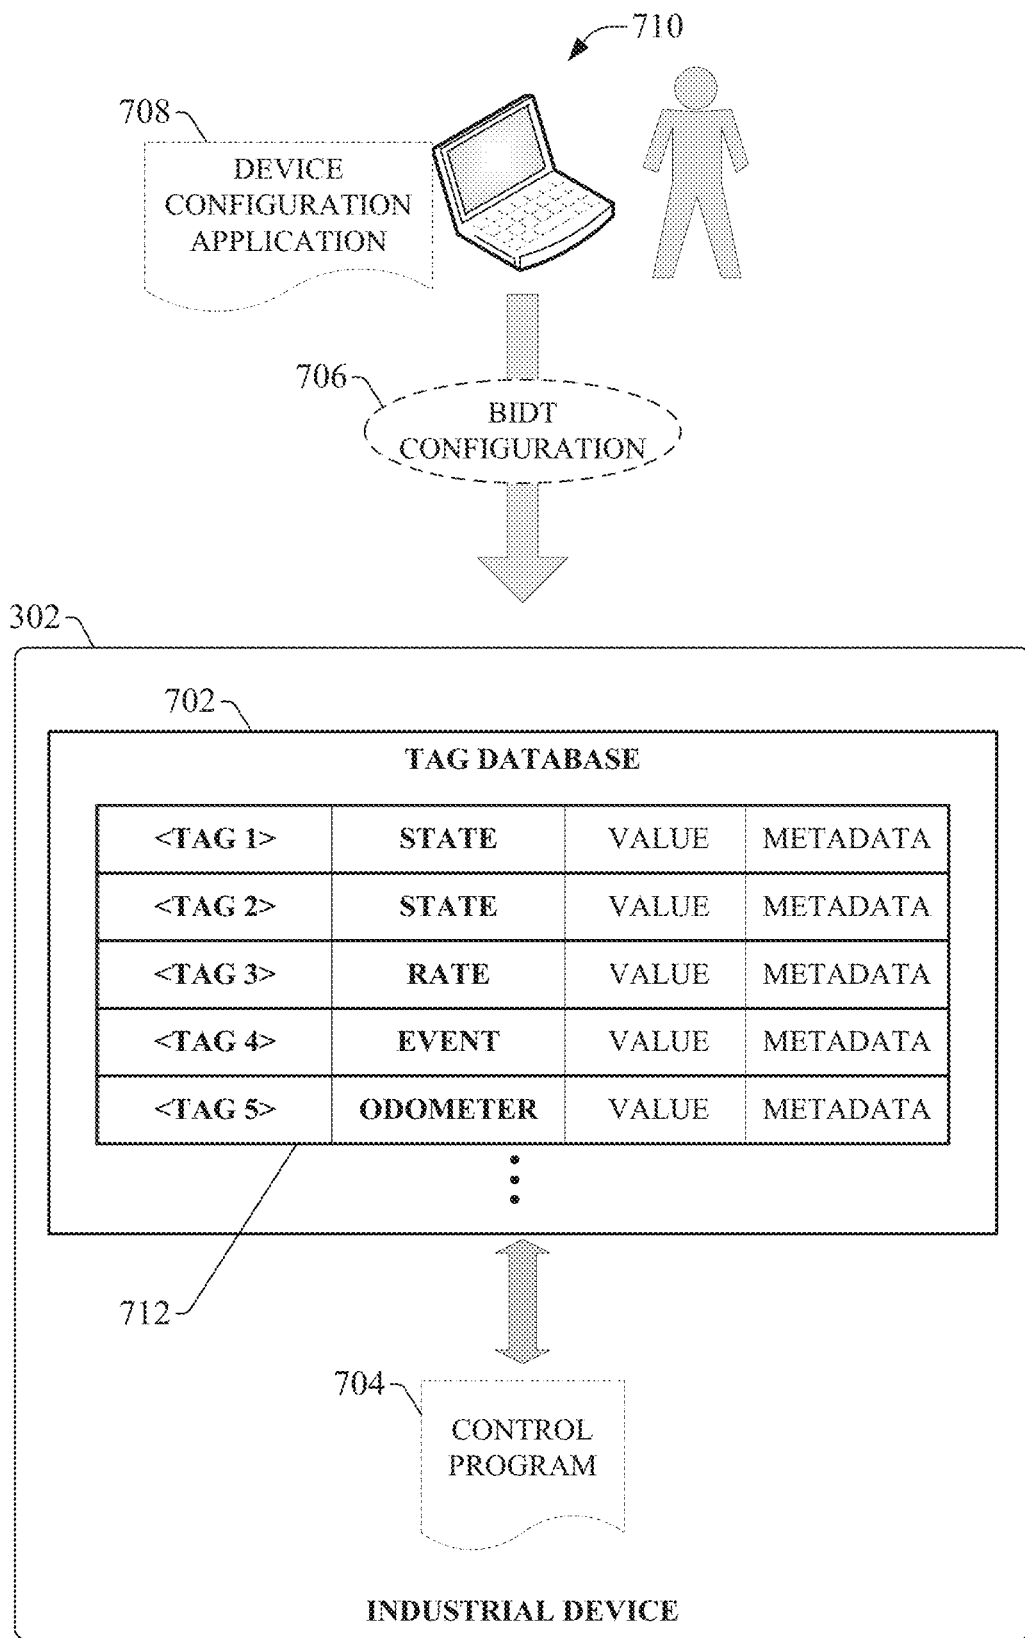 710
708
DEVICE
CONFIGURATION
APPLICATION
706
BIDT
CONFIGURATION
302
702
TAG DATABASE
<TAG 1> STATE VALUE METADATA
<TAG 2> STATE VALUE METADATA
<TAG 3> RATE VALUE METADATA
<TAG 4> EVENT VALUE METADATA
<TAG 5> ODOMETER VALUE METADATA
712
704
CONTROL
PROGRAM
INDUSTRIAL DEVICE